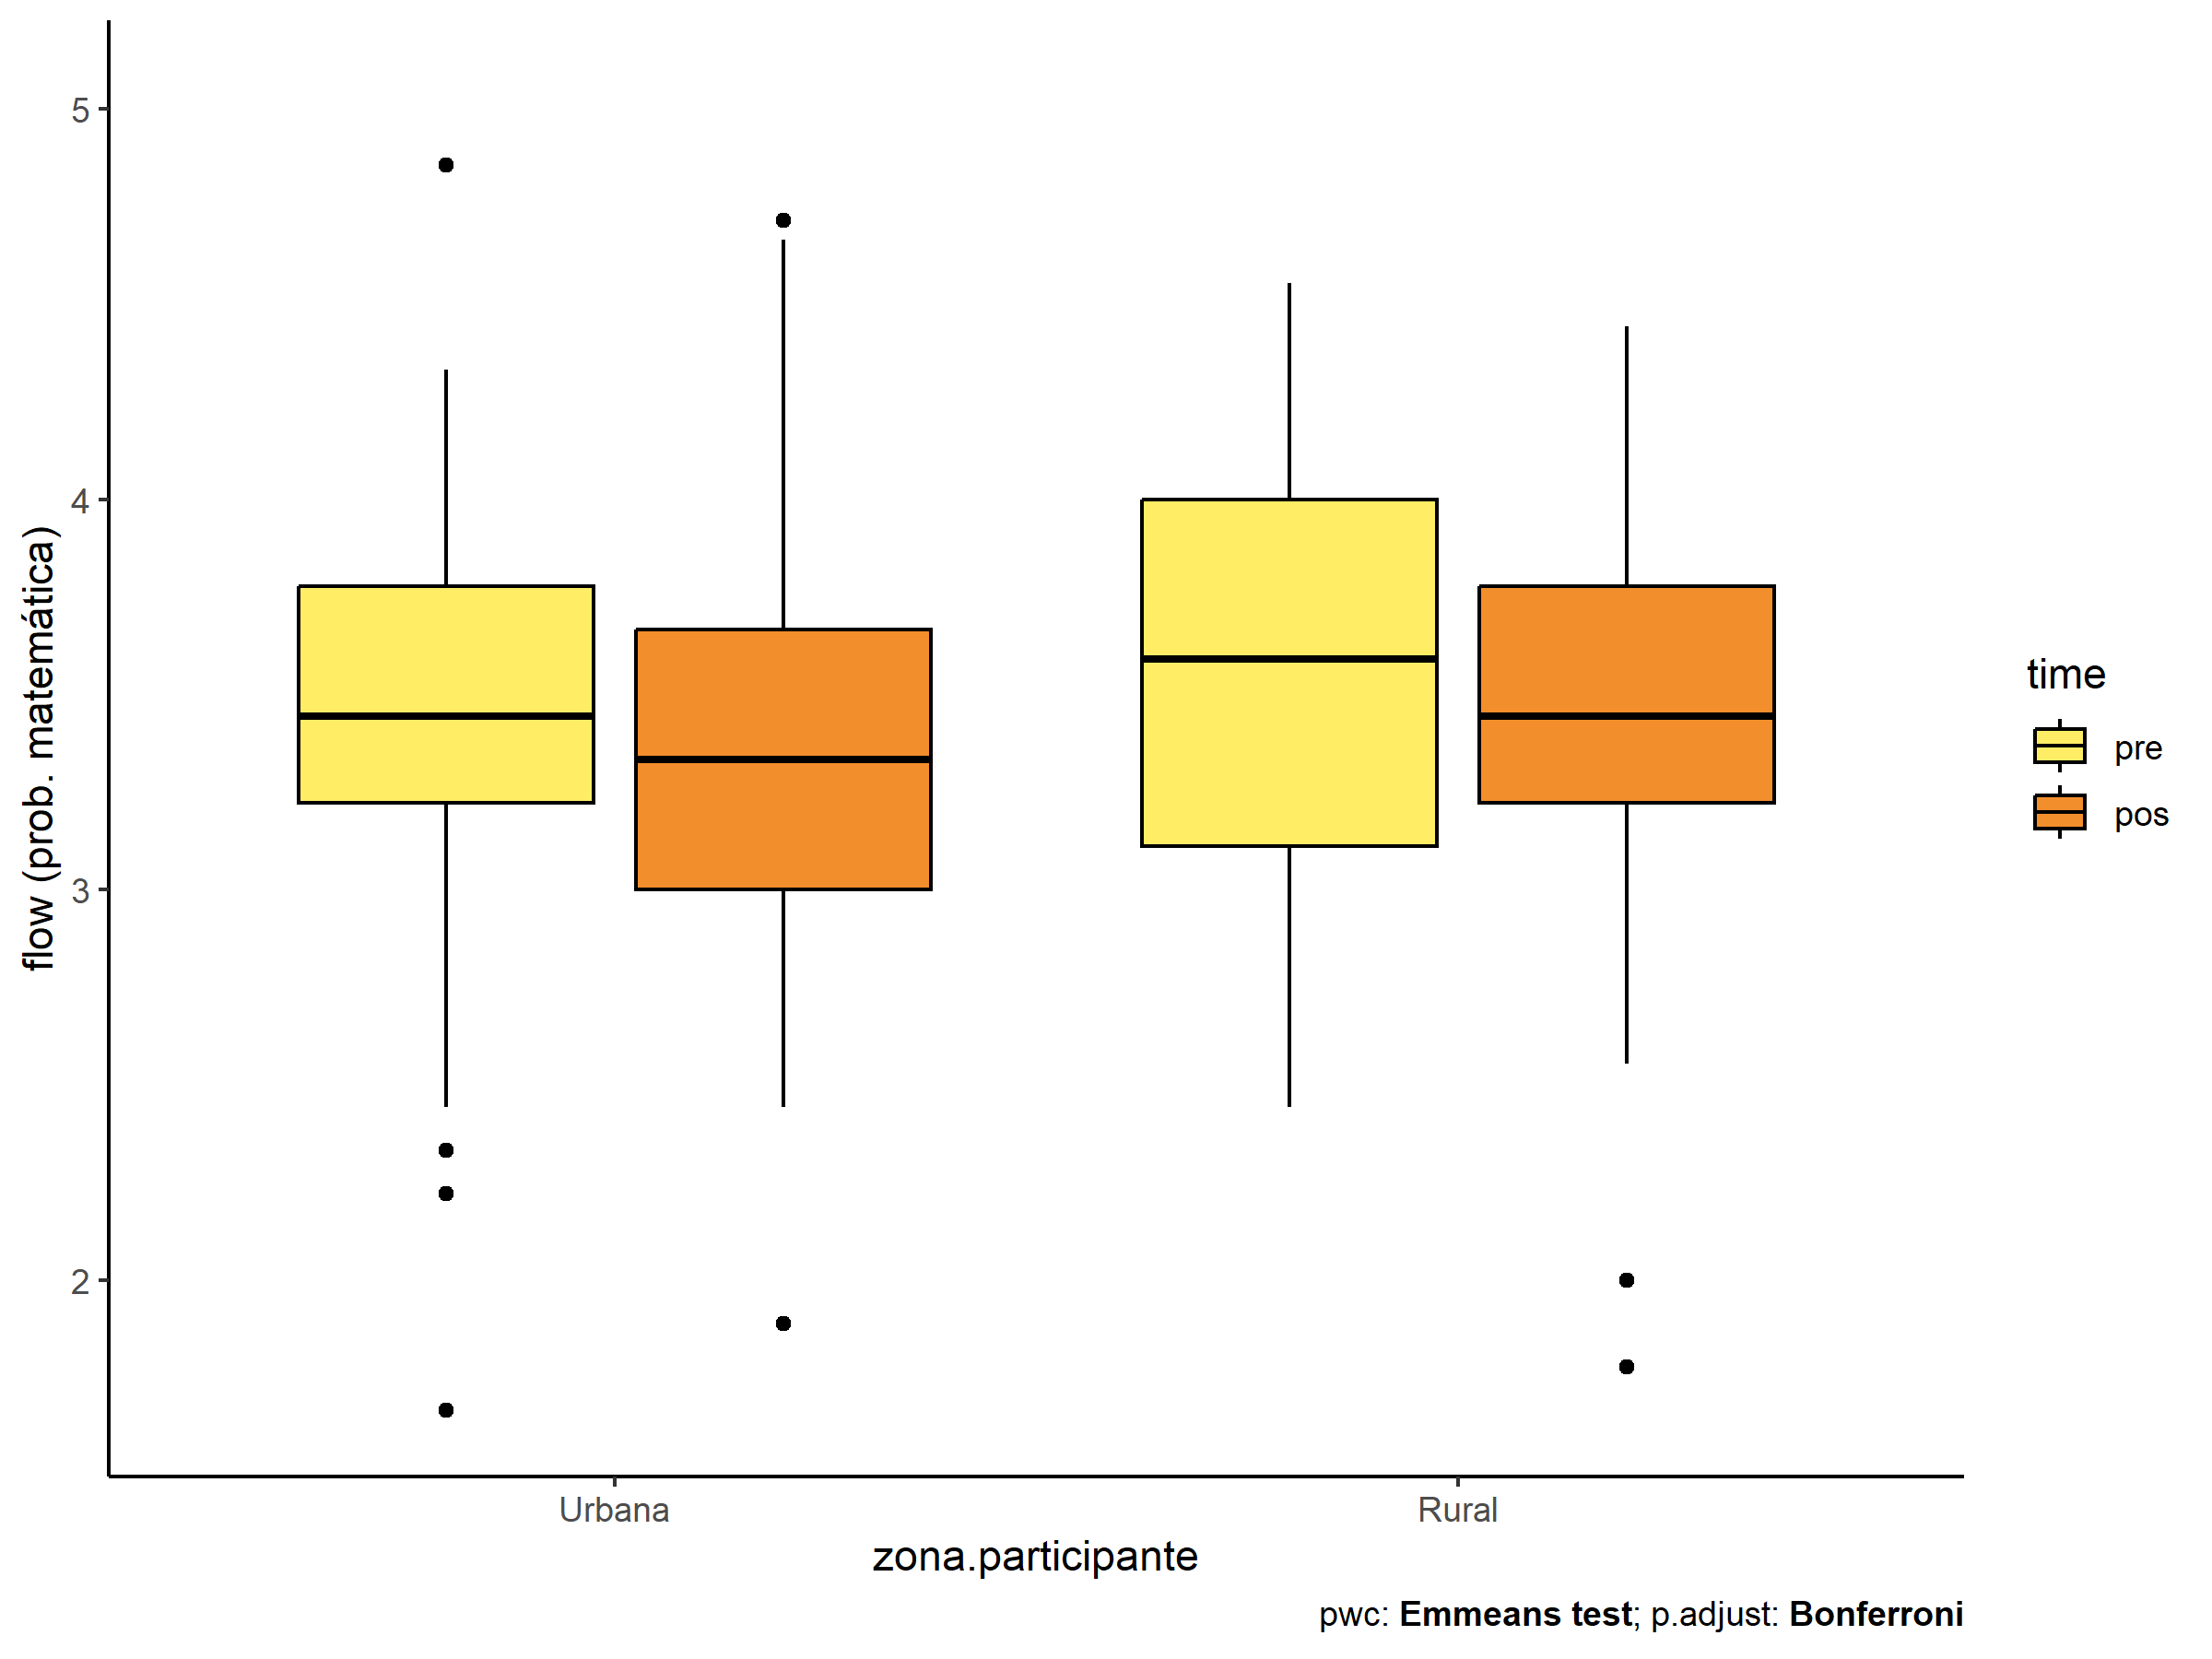 flow (prob. matemática)
5
4
3
2
Urbana
Rural
zona.participante
time
pre
pos
pwc: Emmeans test; p.adjust: Bonferroni